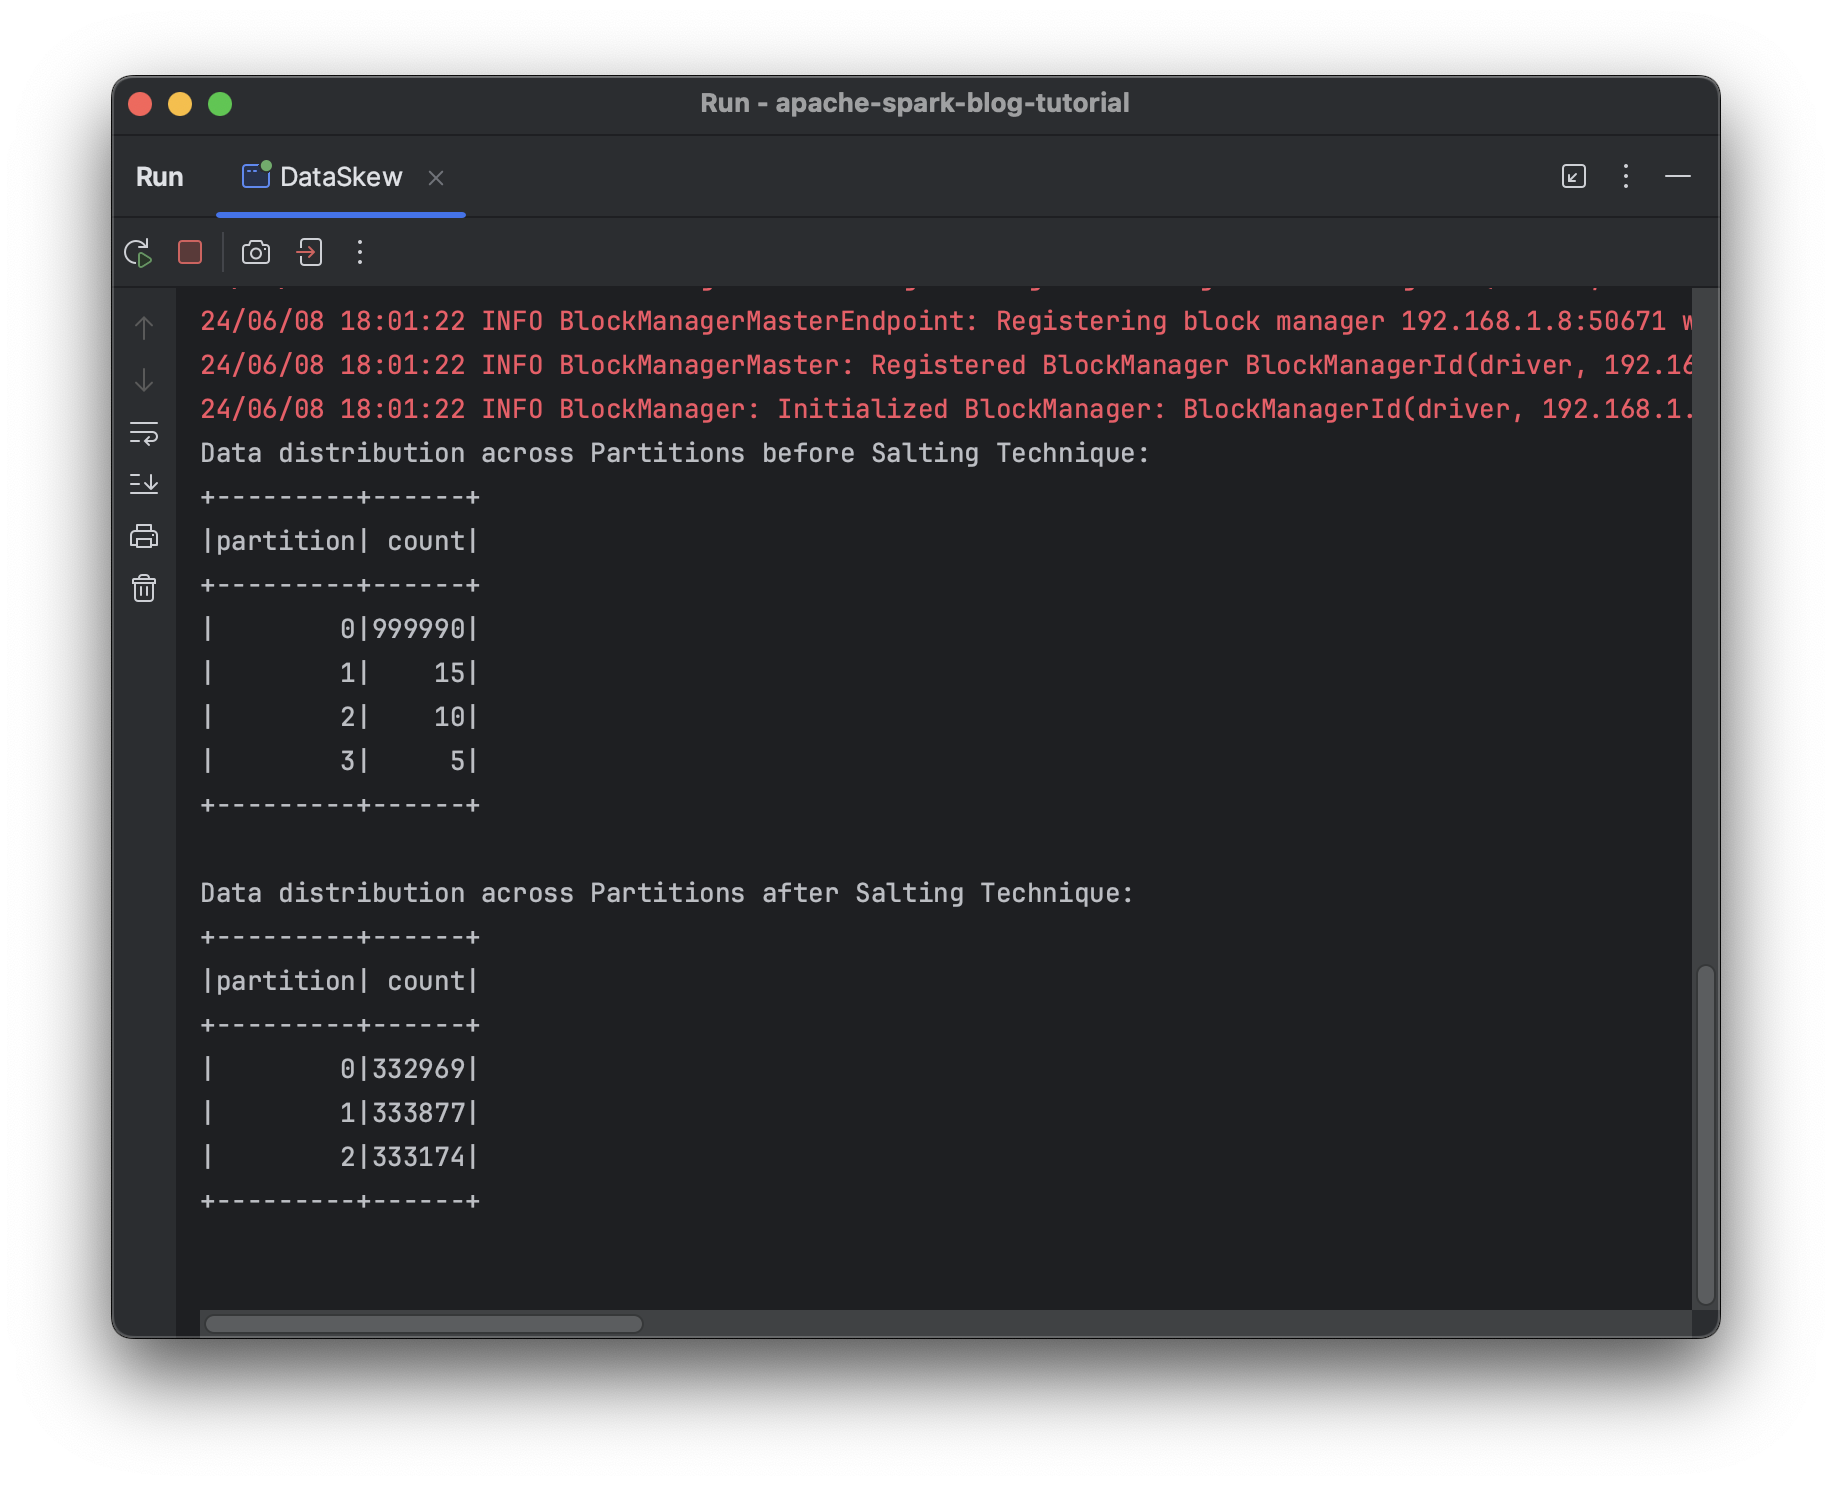 Run - apache-spark-blog-tutorial
Run DataSkew
24/06/08 18:01:22 INFO BlockManagerMasterEndpoint: Registering block manager 192.168.1.8:50671 w
24/06/08 18:01:22 INFO BlockManagerMaster: Registered BlockManager BlockManagerId(driver, 192.16
24/06/08 18:01:22 INFO BlockManager: Initialized BlockManager: BlockManagerId(driver, 192.168.1.
Data distribution across Partitions before Salting Technique:
+---------+------+
|partition| count|
+---------+------+
|        0|999990|
|        1|    15|
|        2|    10|
|        3|     5|
+---------+------+
Data distribution across Partitions after Salting Technique:
+---------+------+
|partition| count|
+---------+------+
|        0|332969|
|        1|333877|
|        2|333174|
+---------+------+